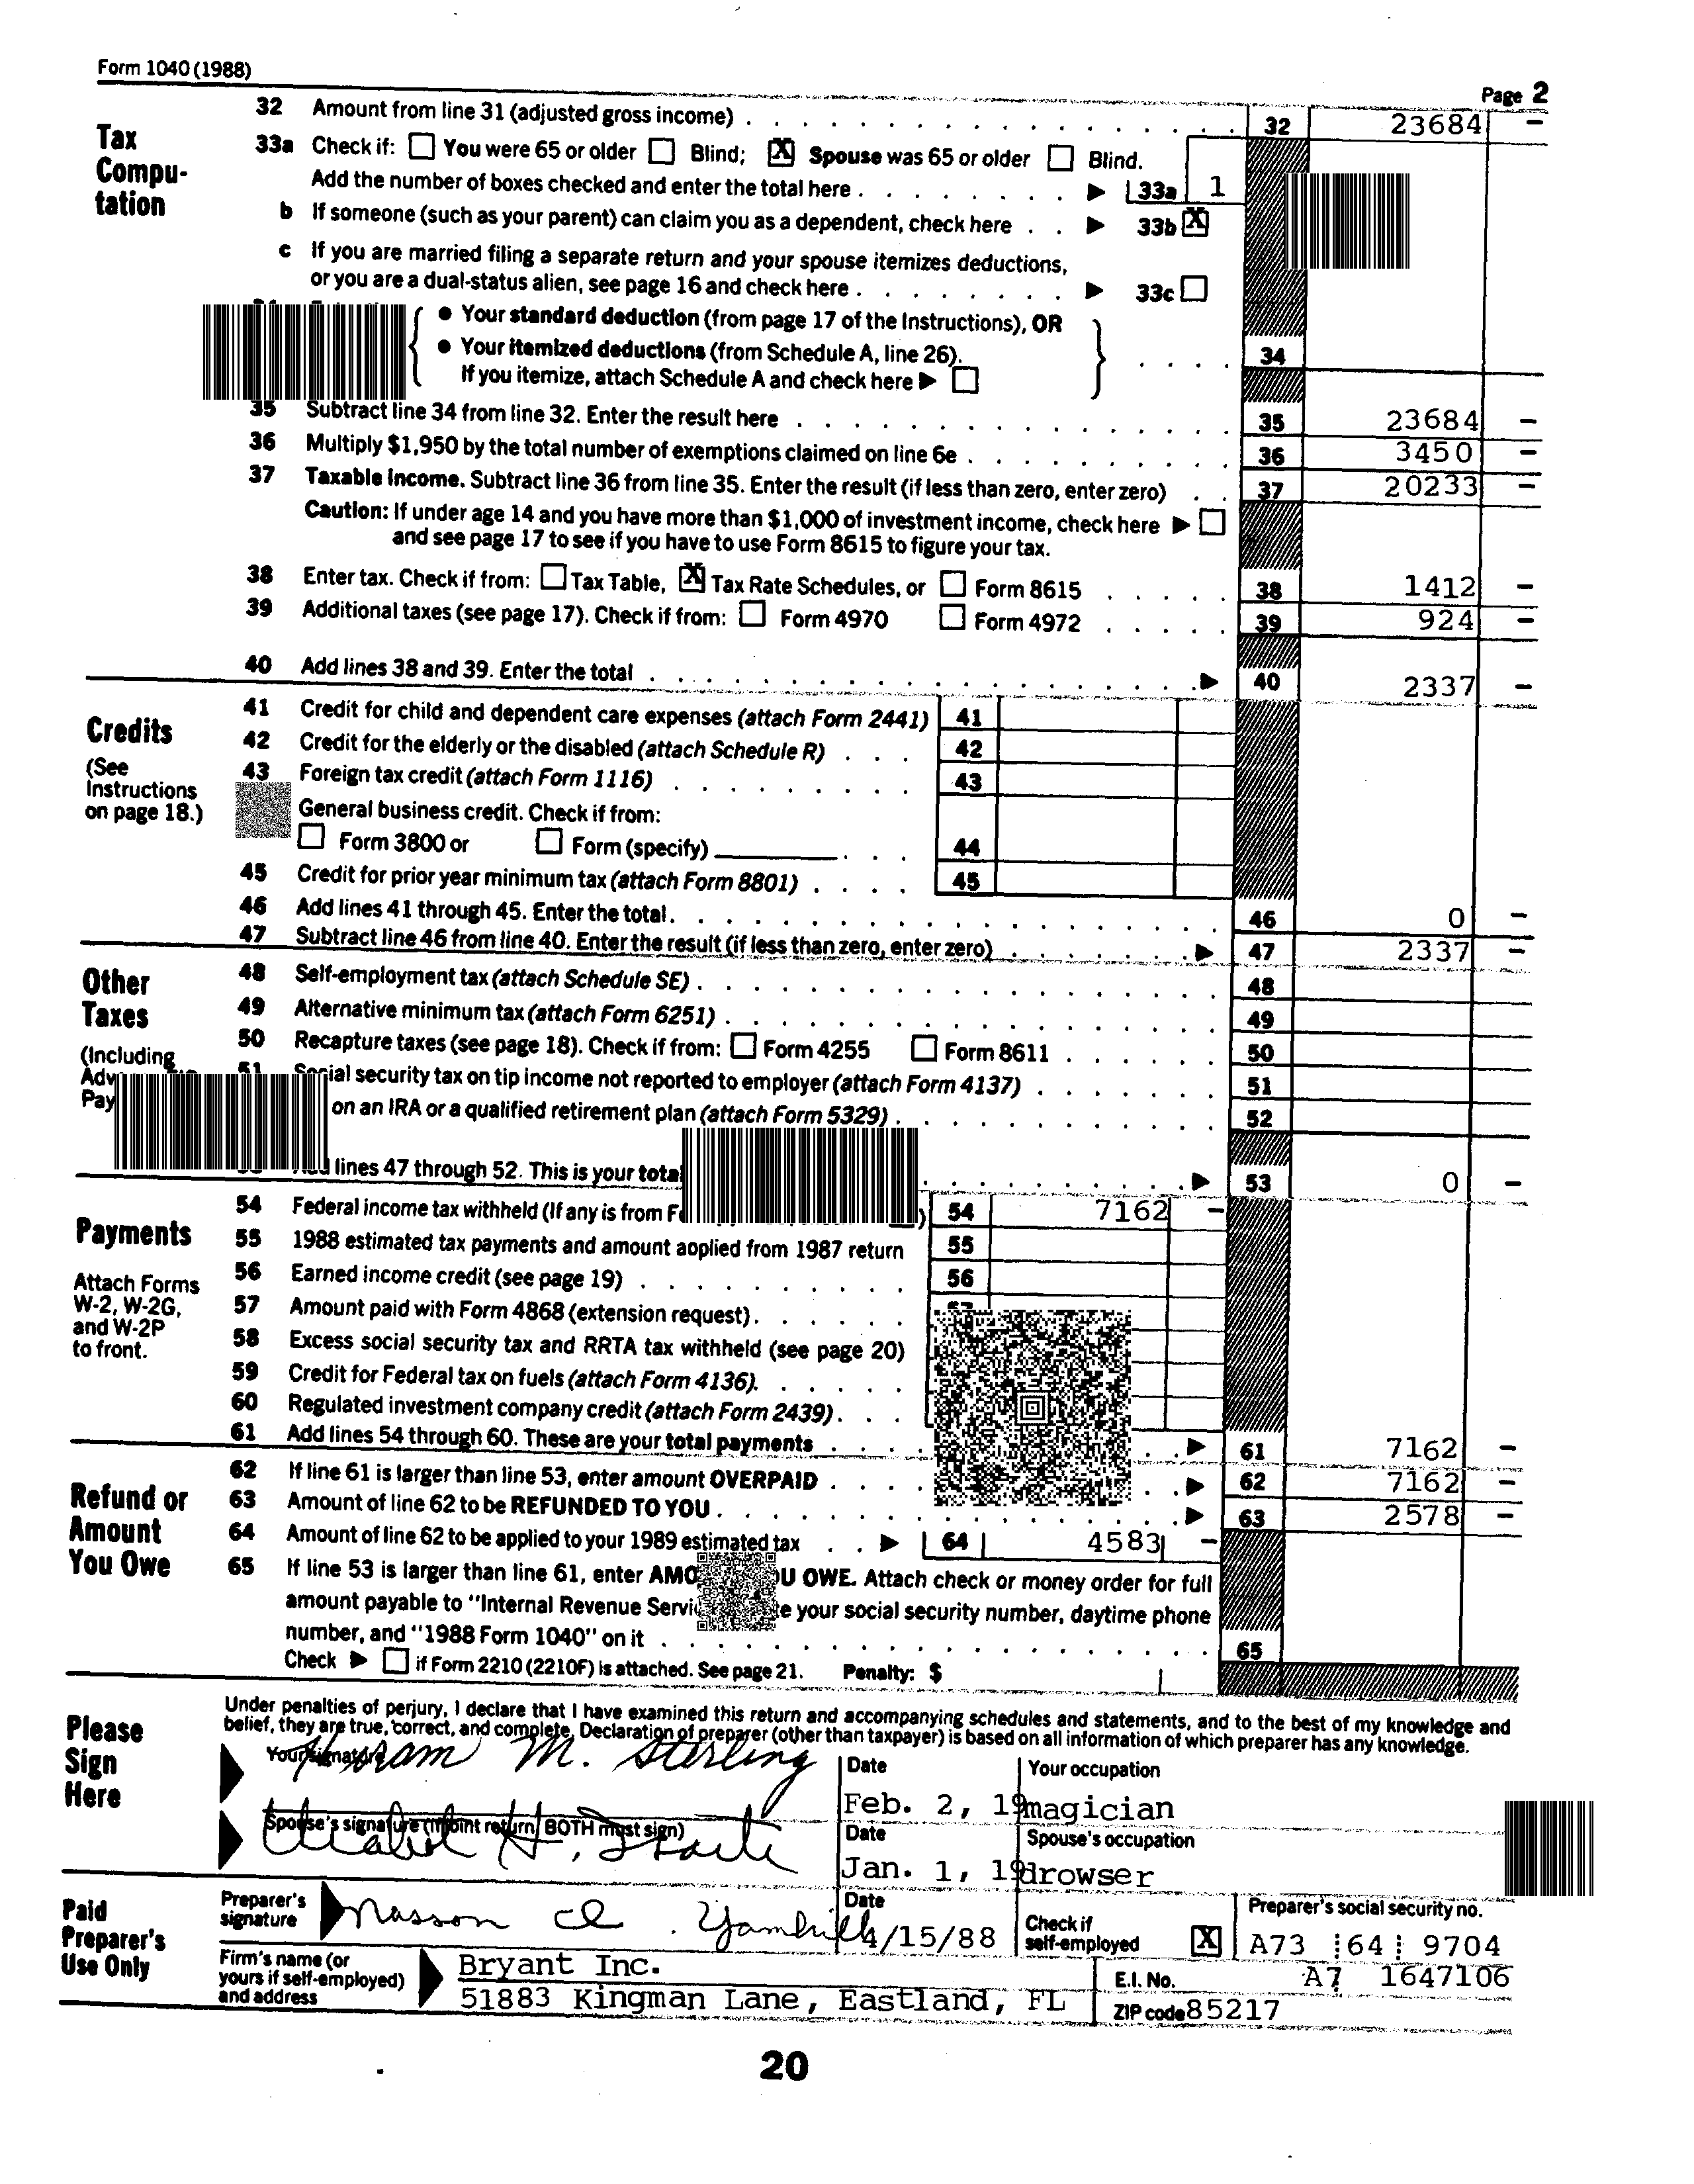 Form 1040 (1988)
Page 2
Tax Compu-tation
32 Amount from line 31 (adjusted gross income) 32 23684 –
33a Check if: You were 65 or older Blind; X Spouse was 65 or older Blind.
Add the number of boxes checked and enter the total here 33a 1
b If someone (such as your parent) can claim you as a dependent, check here 33b X
c If you are married filing a separate return and your spouse itemizes deductions,
or you are a dual-status alien, see page 16 and check here 33c
• Your standard deduction (from page 17 of the Instructions), OR
• Your itemized deductions (from Schedule A, line 26). 34
If you itemize, attach Schedule A and check here
35 Subtract line 34 from line 32. Enter the result here 35 23684 –
36 Multiply $1,950 by the total number of exemptions claimed on line 6e 36 3450 –
37 Taxable income. Subtract line 36 from line 35. Enter the result (if less than zero, enter zero) 37 20233 –
Caution: If under age 14 and you have more than $1,000 of investment income, check here
and see page 17 to see if you have to use Form 8615 to figure your tax.
38 Enter tax. Check if from: Tax Table, X Tax Rate Schedules, or Form 8615 38 1412 –
39 Additional taxes (see page 17). Check if from: Form 4970 Form 4972 39 924 –
40 Add lines 38 and 39. Enter the total 40 2337 –
Credits
(See Instructions on page 18.)
41 Credit for child and dependent care expenses (attach Form 2441) 41
42 Credit for the elderly or the disabled (attach Schedule R) 42
43 Foreign tax credit (attach Form 1116) 43
General business credit. Check if from:
Form 3800 or Form (specify) 44
45 Credit for prior year minimum tax (attach Form 8801) 45
46 Add lines 41 through 45. Enter the total 46 0 –
47 Subtract line 46 from line 40. Enter the result (if less than zero, enter zero) 47 2337 –
Other Taxes
(Including
48 Self-employment tax (attach Schedule SE) 48
49 Alternative minimum tax (attach Form 6251) 49
50 Recapture taxes (see page 18). Check if from: Form 4255 Form 8611 50
51 Social security tax on tip income not reported to employer (attach Form 4137) 51
on an IRA or a qualified retirement plan (attach Form 5329) 52
lines 47 through 52. This is your total 53 0 –
Payments
Attach Forms W-2, W-2G, and W-2P to front.
54 Federal income tax withheld (If any is from 54 7162 –
55 1988 estimated tax payments and amount applied from 1987 return 55
56 Earned income credit (see page 19) 56
57 Amount paid with Form 4868 (extension request)
58 Excess social security tax and RRTA tax withheld (see page 20)
59 Credit for Federal tax on fuels (attach Form 4136)
60 Regulated investment company credit (attach Form 2439)
61 Add lines 54 through 60. These are your total payments 61 7162 –
Refund or Amount You Owe
62 If line 61 is larger than line 53, enter amount OVERPAID 62 7162 –
63 Amount of line 62 to be REFUNDED TO YOU 63 2578 –
64 Amount of line 62 to be applied to your 1989 estimated tax 64 4583 –
65 If line 53 is larger than line 61, enter OWE. Attach check or money order for full
amount payable to "Internal Revenue your social security number, daytime phone
number, and "1988 Form 1040" on it 65
Check if Form 2210 (2210F) is attached. See page 21. Penalty: $
Please Sign Here
Under penalties of perjury, I declare that I have examined this return and accompanying schedules and statements, and to the best of my knowledge and
belief, they are true, correct, and complete. Declaration of preparer (other than taxpayer) is based on all information of which preparer has any knowledge.
Your signature M. Sterling
Date Feb. 2, 19
Your occupation magician
Spouse's signature (if joint return, BOTH must sign)
Date Jan. 1, 19
Spouse's occupation drowser
Paid Preparer's Use Only
Preparer's signature Masson
Date 4/15/88
Check if self-employed X
Preparer's social security no. A73 64 9704
Firm's name (or yours if self-employed) and address
Bryant Inc.
51883 Kingman Lane, Eastland, FL
E.I. No. A7 1647106
ZIP code 85217
20